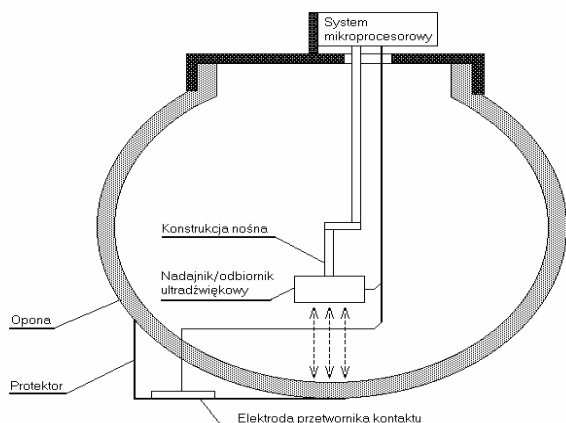 System
mikroprocesorowy
Konstrukcja nośna
Nadajnik/odbiornik
ultradźwiękowy
Opona
Protektor
Elektroda przetwornika kontaktu